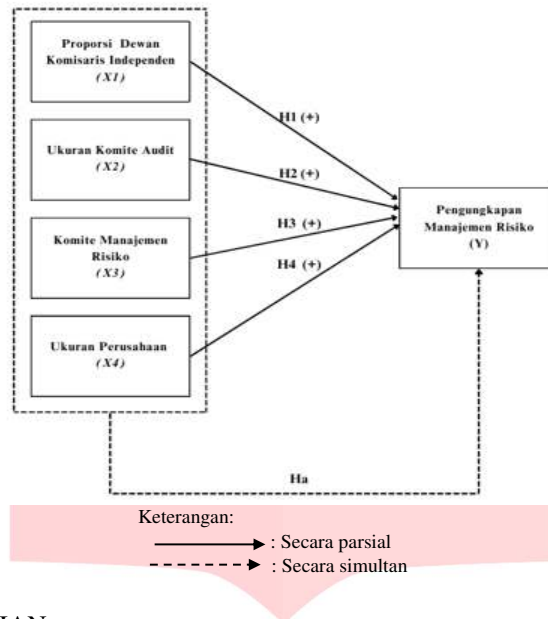 Proporsi Dewan
Komisaris Independen
(X1)
Ukuran Komite Audit
(X2)
Komite Manajemen
Risiko
(X3)
Ukuran Perusahaan
(X4)
H1 (+)
H2 (+)
H3 (+)
H4 (+)
Pengungkapan
Manajemen Risiko
(Y)
Ha
Keterangan:
: Secara parsial
: Secara simultan